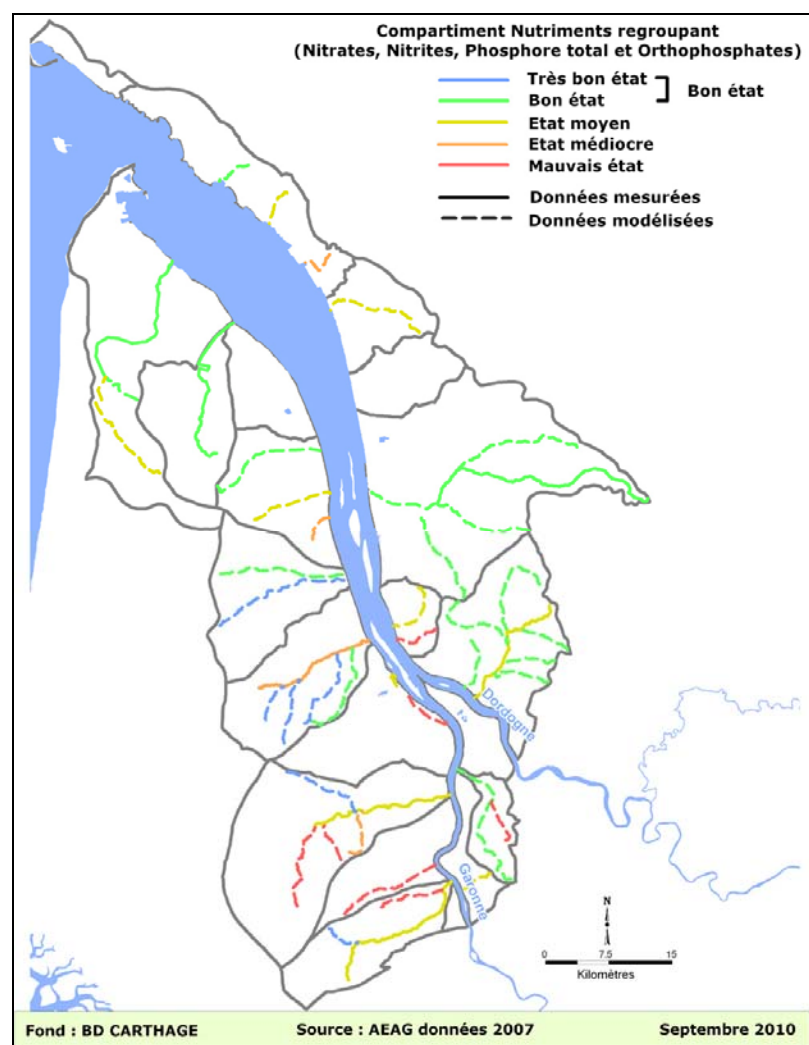 Compartiment Nutriments regroupant
(Nitrates, Nitrites, Phosphore total et Orthophosphates)
Très bon état
Bon état
Bon état
Etat moyen
Etat médiocre
Mauvais état
Données mesurées
Données modélisées
Dordogne
Garonne
N
0 7.5 15
Kilomètres
Fond : BD CARTHAGE Source : AEAG données 2007 Septembre 2010